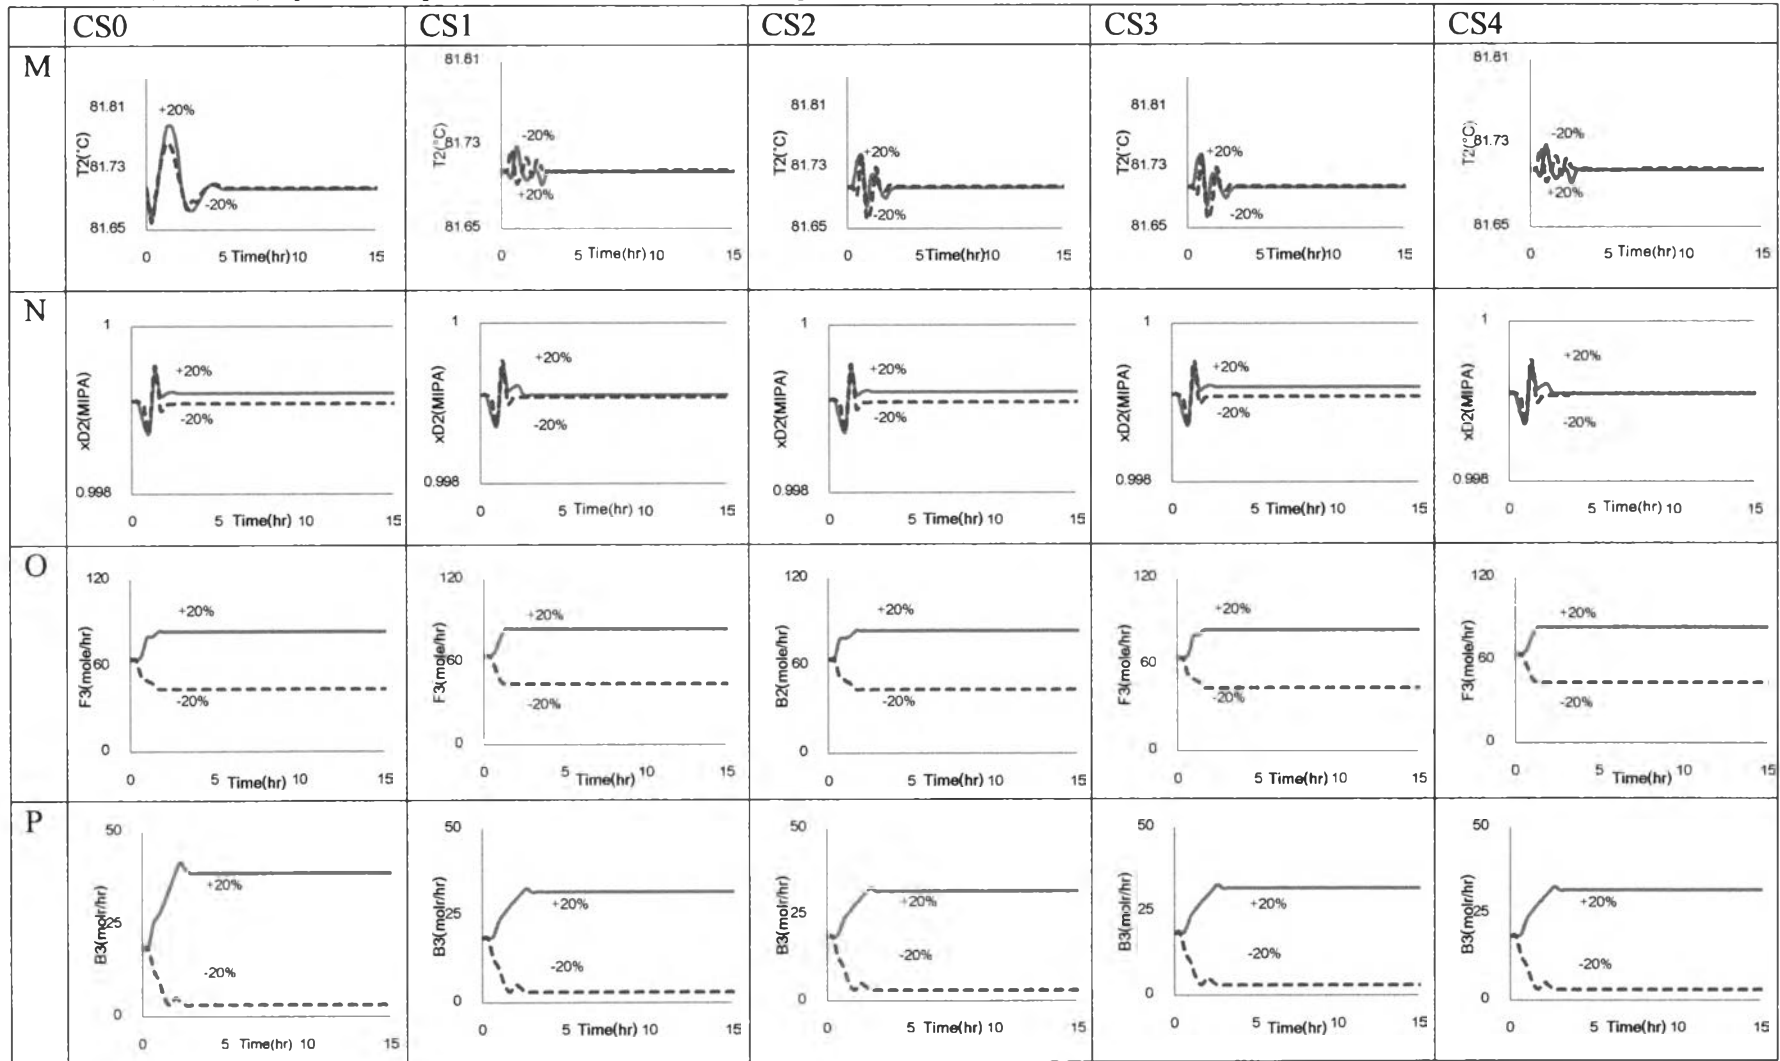 CS0 CS1 CS2 CS3 CS4
M
T2(°C)
81.81
81.73
81.65
+20%
-20%
0 5 Time(hr) 15
T2(°C)
81.81
81.73
81.65
-20%
+20%
0 5 Time(hr) 10 15
T2(°C)
81.81
81.73
81.65
+20%
-20%
0 5 Time(hr) 10 15
T2(°C)
81.81
81.73
81.65
+20%
-20%
0 5 Time(hr) 10 15
T2(°C)
81.81
81.73
81.65
-20%
+20%
0 5 Time(hr) 10 15
N
xD2(MIPA)
1
0.998
+20%
-20%
5 Time(hr) 10 15
xD2(MIPA)
1
0.998
+20%
-20%
0 5 Time(hr) 10 15
xD2(MIPA)
1
0.998
+20%
-20%
0 5 Time(hr) 10 15
xD2(MIPA)
1
0.998
+20%
-20%
0 5 Time(hr) 10 15
xD2(MIPA)
1
0.998
+20%
-20%
0 5 Time(hr) 10 15
O
F3(mole/hr)
120
60
0
+20%
-20%
0 5 Time(hr) 10 15
F3(mole/hr)
120
60
0
+20%
-20%
0 5 Time(hr) 10 15
B2(mole/hr)
120
60
0
+20%
-20%
0 5 Time(hr) 10 15
F3(mole/hr)
120
60
0
+20%
-20%
0 5 Time(hr) 10 15
F3(mole/hr)
120
60
0
+20%
-20%
0 5 Time(hr) 10 15
P
B3(molr/hr)
50
25
0
+20%
-20%
0 5 Time(hr) 10 15
B3(molr/hr)
50
25
0
+20%
-20%
0 5 Time(hr) 10 15
B3(molr/hr)
50
25
0
+20%
-20%
0 5 Time(hr) 10 15
B3(molr/hr)
50
25
0
+20%
-20%
0 5 Time(hr) 10 15
B3(molr/hr)
50
25
0
+20%
-20%
0 5 Time(hr) 10 15